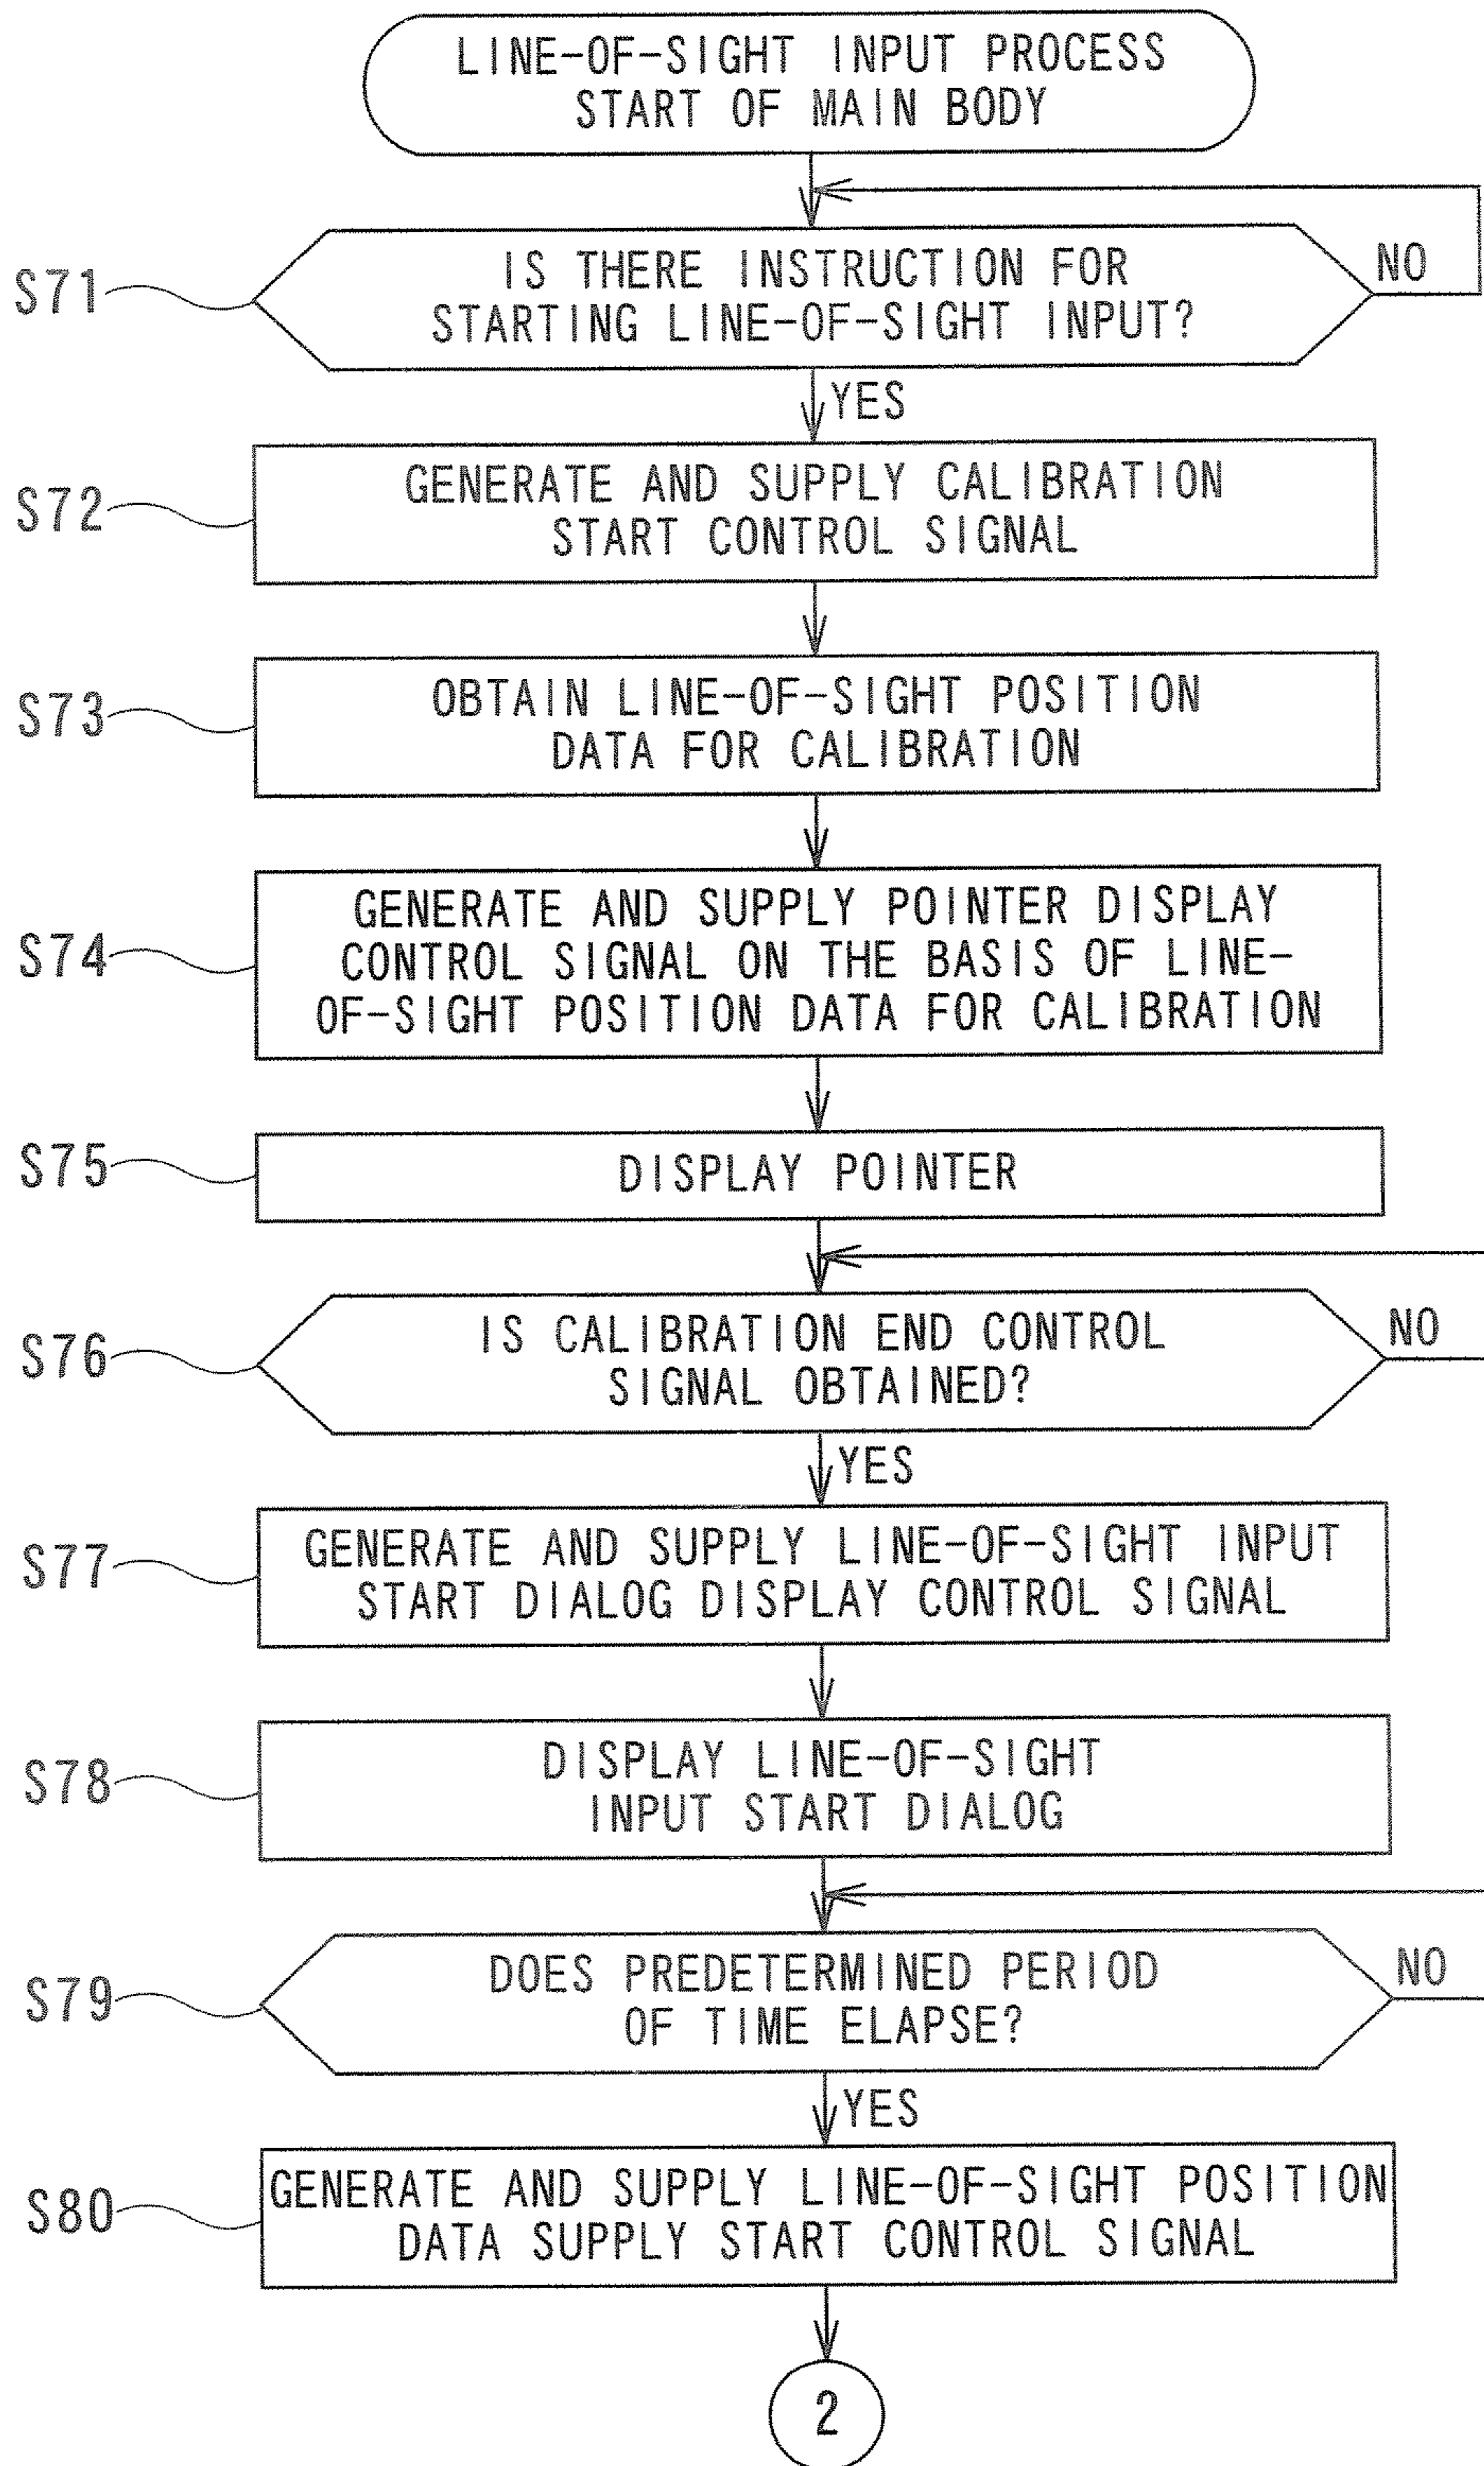 LINE-OF-SIGHT INPUT PROCESS
START OF MAIN BODY
S71
IS THERE INSTRUCTION FOR
STARTING LINE-OF-SIGHT INPUT?
NO
YES
S72
GENERATE AND SUPPLY CALIBRATION
START CONTROL SIGNAL
S73
OBTAIN LINE-OF-SIGHT POSITION
DATA FOR CALIBRATION
S74
GENERATE AND SUPPLY POINTER DISPLAY
CONTROL SIGNAL ON THE BASIS OF LINE-
OF-SIGHT POSITION DATA FOR CALIBRATION
S75
DISPLAY POINTER
S76
IS CALIBRATION END CONTROL
SIGNAL OBTAINED?
NO
YES
S77
GENERATE AND SUPPLY LINE-OF-SIGHT INPUT
START DIALOG DISPLAY CONTROL SIGNAL
S78
DISPLAY LINE-OF-SIGHT
INPUT START DIALOG
S79
DOES PREDETERMINED PERIOD
OF TIME ELAPSE?
NO
YES
S80
GENERATE AND SUPPLY LINE-OF-SIGHT POSITION
DATA SUPPLY START CONTROL SIGNAL
2